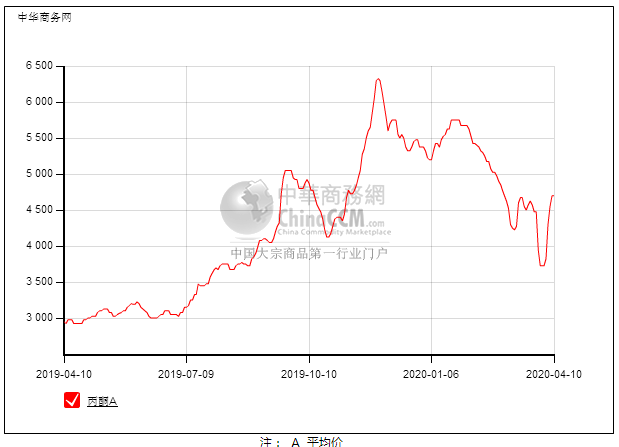 中华商务网
6 500
6 000
5 500
5 000
4 500
4 000
3 500
3 000
中華商務網
ChinaCCM.com
China Commodity Marketplace
中国大宗商品第一行业门户
2019-04-10 2019-07-09 2019-10-10 2020-01-06 2020-04-10
丙酮A
注： A 平均价